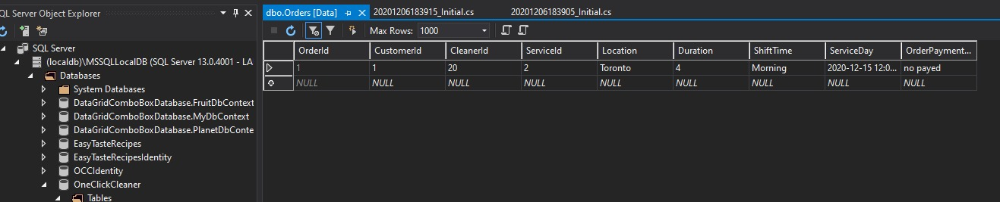 SQL Server Object Explorer
dbo.Orders [Data]
20201206183915_Initial.cs
20201206183905_Initial.cs
Max Rows: 1000
SQL Server
(localdb)\MSSQLLocalDB (SQL Server 13.0.4001 - LA
Databases
System Databases
DataGridComboBoxDatabase.FruitDbContext
DataGridComboBoxDatabase.MyDbContext
DataGridComboBoxDatabase.PlanetDbConte
EasyTasteRecipes
EasyTasteRecipesIdentity
OCCIdentity
OneClickCleaner
Tables
OrderId CustomerId CleanerId ServiceId Location Duration ShiftTime ServiceDay OrderPayment...
1 1 20 2 Toronto 4 Morning 2020-12-15 12:0... no payed
NULL NULL NULL NULL NULL NULL NULL NULL NULL